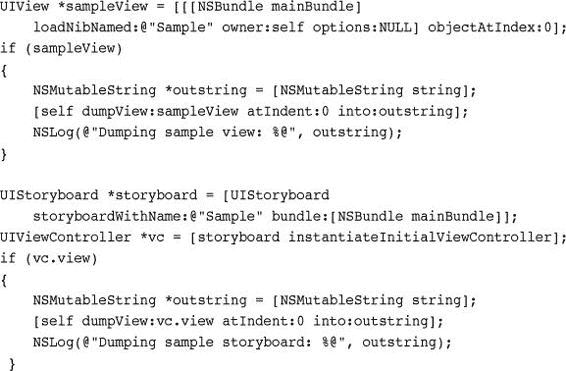 UIView *sampleView = [[[NSBundle mainBundle]
    loadNibNamed:@"Sample" owner:self options:NULL] objectAtIndex:0];
if (sampleView)
{
    NSMutableString *outstring = [NSMutableString string];
    [self dumpView:sampleView atIndent:0 into:outstring];
    NSLog(@"Dumping sample view: %@", outstring);
}

UIStoryboard *storyboard = [UIStoryboard
    storyboardWithName:@"Sample" bundle:[NSBundle mainBundle]];
UIViewController *vc = [storyboard instantiateInitialViewController];
if (vc.view)
{
    NSMutableString *outstring = [NSMutableString string];
    [self dumpView:vc.view atIndent:0 into:outstring];
    NSLog(@"Dumping sample storyboard: %@", outstring);
 }